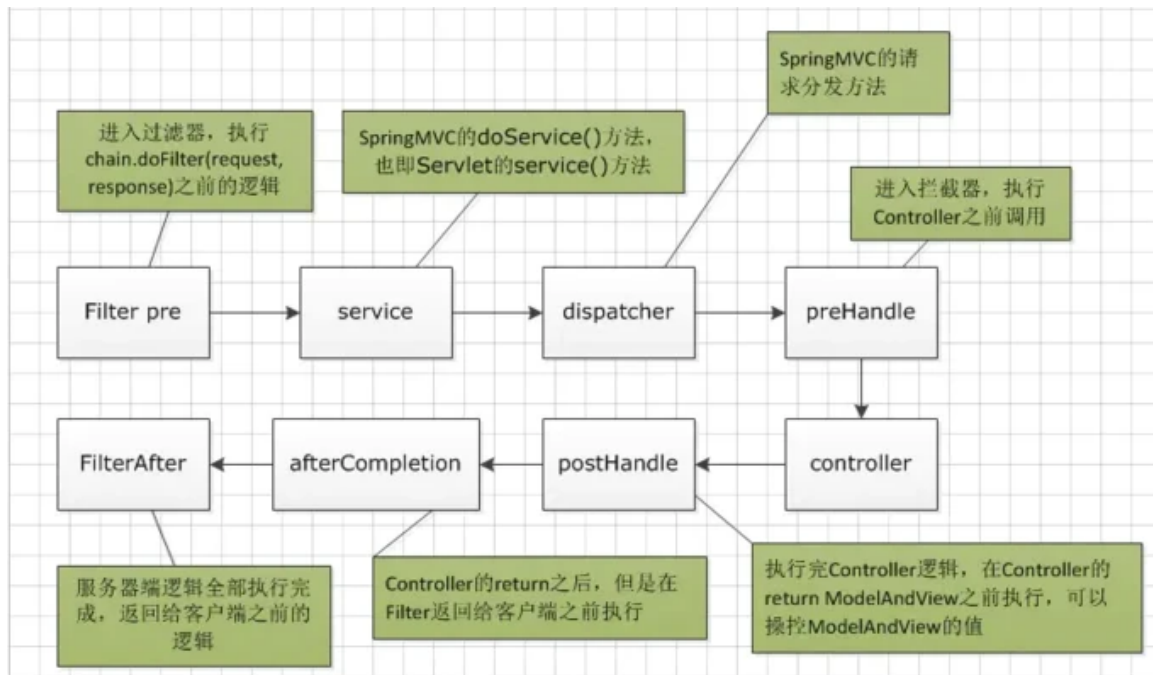 SpringMVC的请
求分发方法
进入过滤器，执行
chain.doFilter(request,
response)之前的逻辑
SpringMVC的doService()方法，
也即Servlet的service()方法
进入拦截器，执行
Controller之前调用
Filter pre
service
dispatcher
preHandle
FilterAfter
afterCompletion
postHandle
controller
服务器端逻辑全部执行完
成，返回给客户端之前的
逻辑
Controller的return之后，但是在
Filter返回给客户端之前执行
执行完Controller逻辑，在Controller的
return ModelAndView之前执行，可以
操控ModelAndView的值